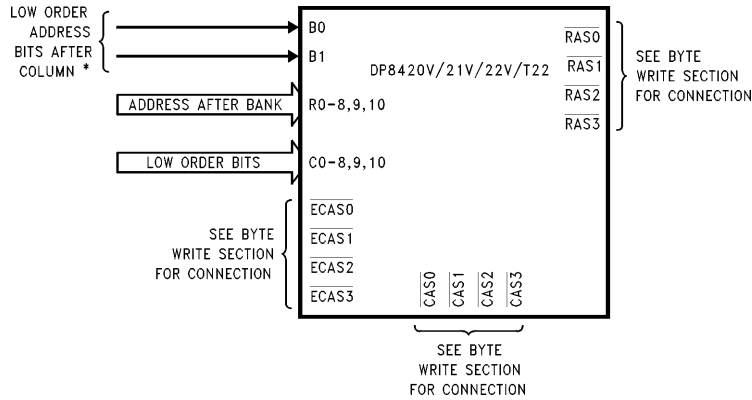 LOW ORDER
ADDRESS
BITS AFTER
COLUMN *
B0
B1
DP8420V/21V/22V/T22
RAS0
RAS1
RAS2
RAS3
SEE BYTE
WRITE SECTION
FOR CONNECTION
ADDRESS AFTER BANK
R0-8,9,10
LOW ORDER BITS
C0-8,9,10
SEE BYTE
WRITE SECTION
FOR CONNECTION
ECAS0
ECAS1
ECAS2
ECAS3
CAS0
CAS1
CAS2
CAS3
SEE BYTE
WRITE SECTION
FOR CONNECTION